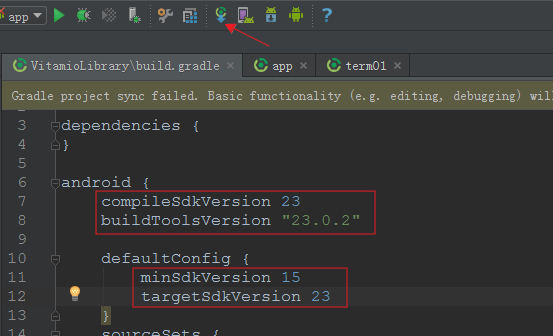 app
VitamioLibrary\build.gradle × app × term01 ×
Gradle project sync failed. Basic functionality (e.g. editing, debugging) will
3 dependencies {
4 }
5
6 android {
7 compileSdkVersion 23
8 buildToolsVersion "23.0.2"
9
10 defaultConfig {
11 minSdkVersion 15
12 targetSdkVersion 23
13 }
14 sourceSets {